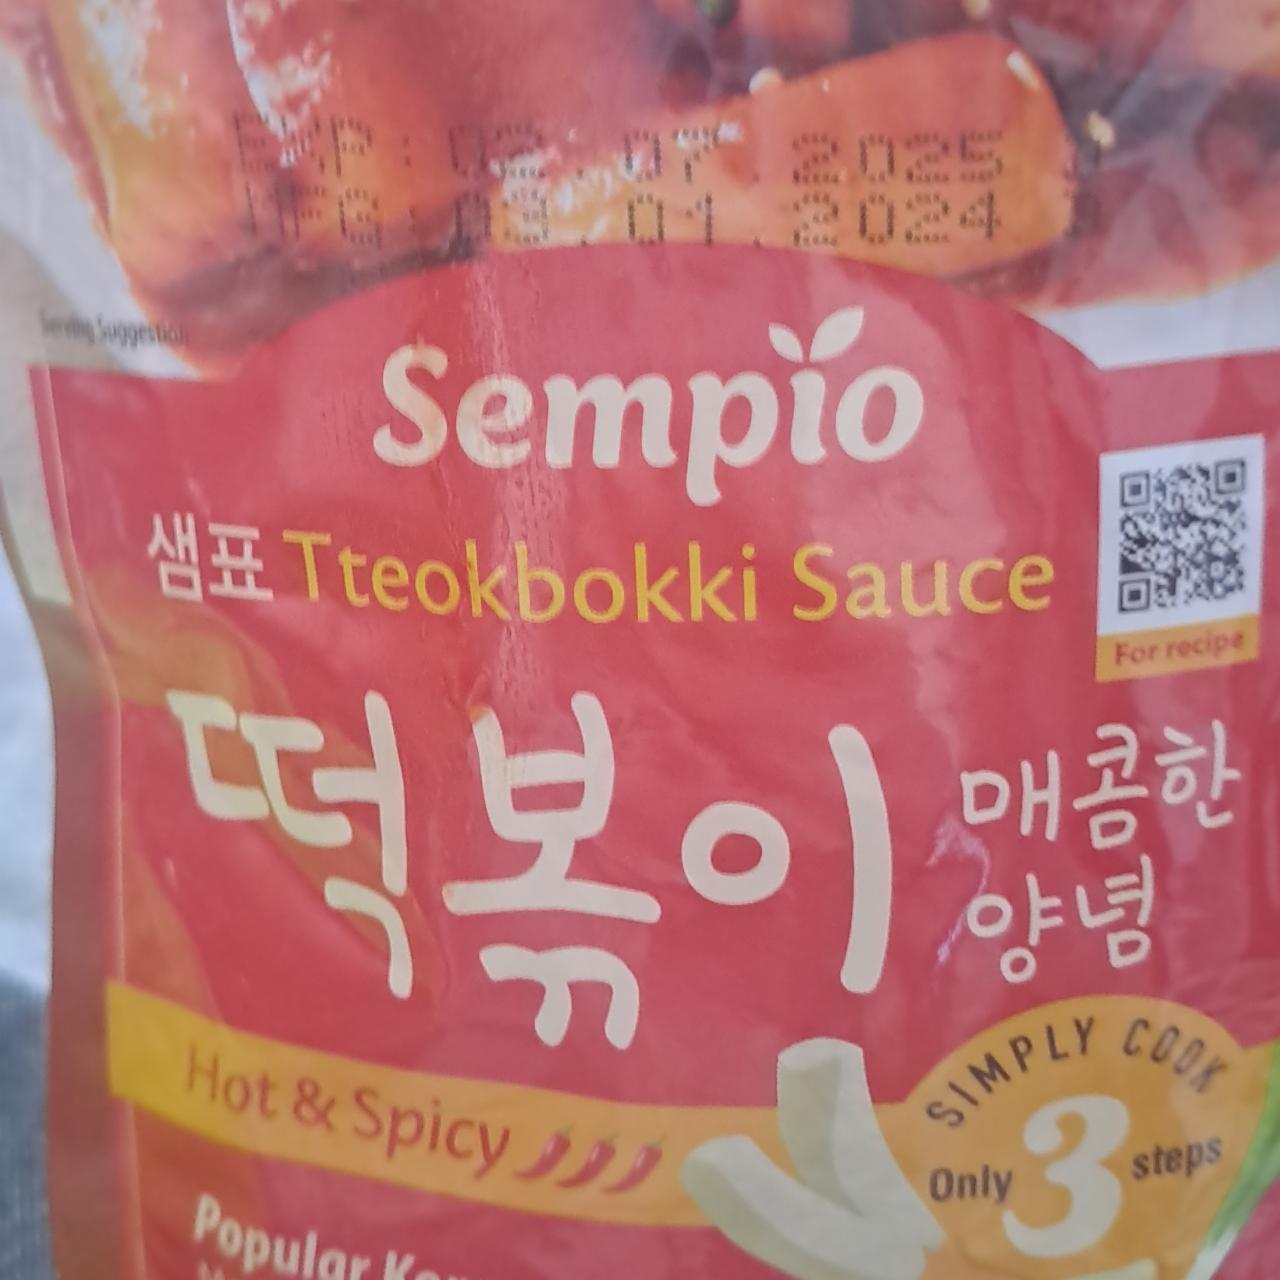 EXP: 02.07.2025
MFG:03.01.2024
Serving Suggestion
Sempio
샘표 Tteokbokki Sauce
For recipe
떡볶이
매콤한
양념
Hot & Spicy
SIMPLY COOK
Only 3 steps
Popular